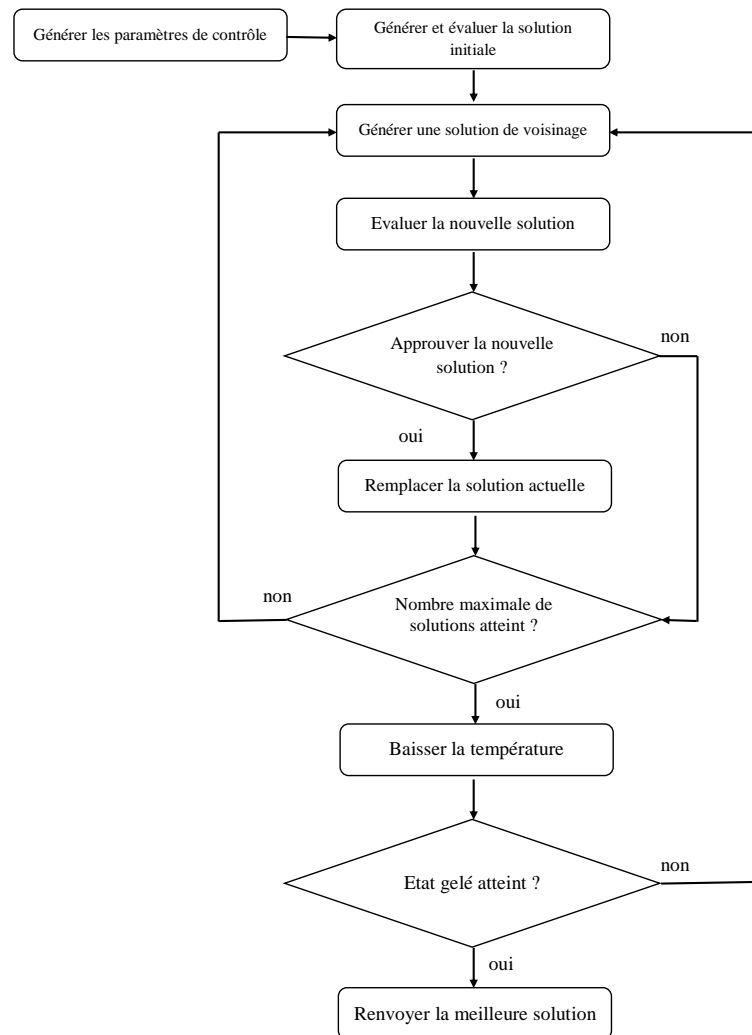 Générer les paramètres de contrôle
Générer et évaluer la solution
initiale
Générer une solution de voisinage
Evaluer la nouvelle solution
Approuver la nouvelle
solution ?
non
oui
Remplacer la solution actuelle
non
Nombre maximale de
solutions atteint ?
oui
Baisser la température
Etat gelé atteint ?
non
oui
Renvoyer la meilleure solution